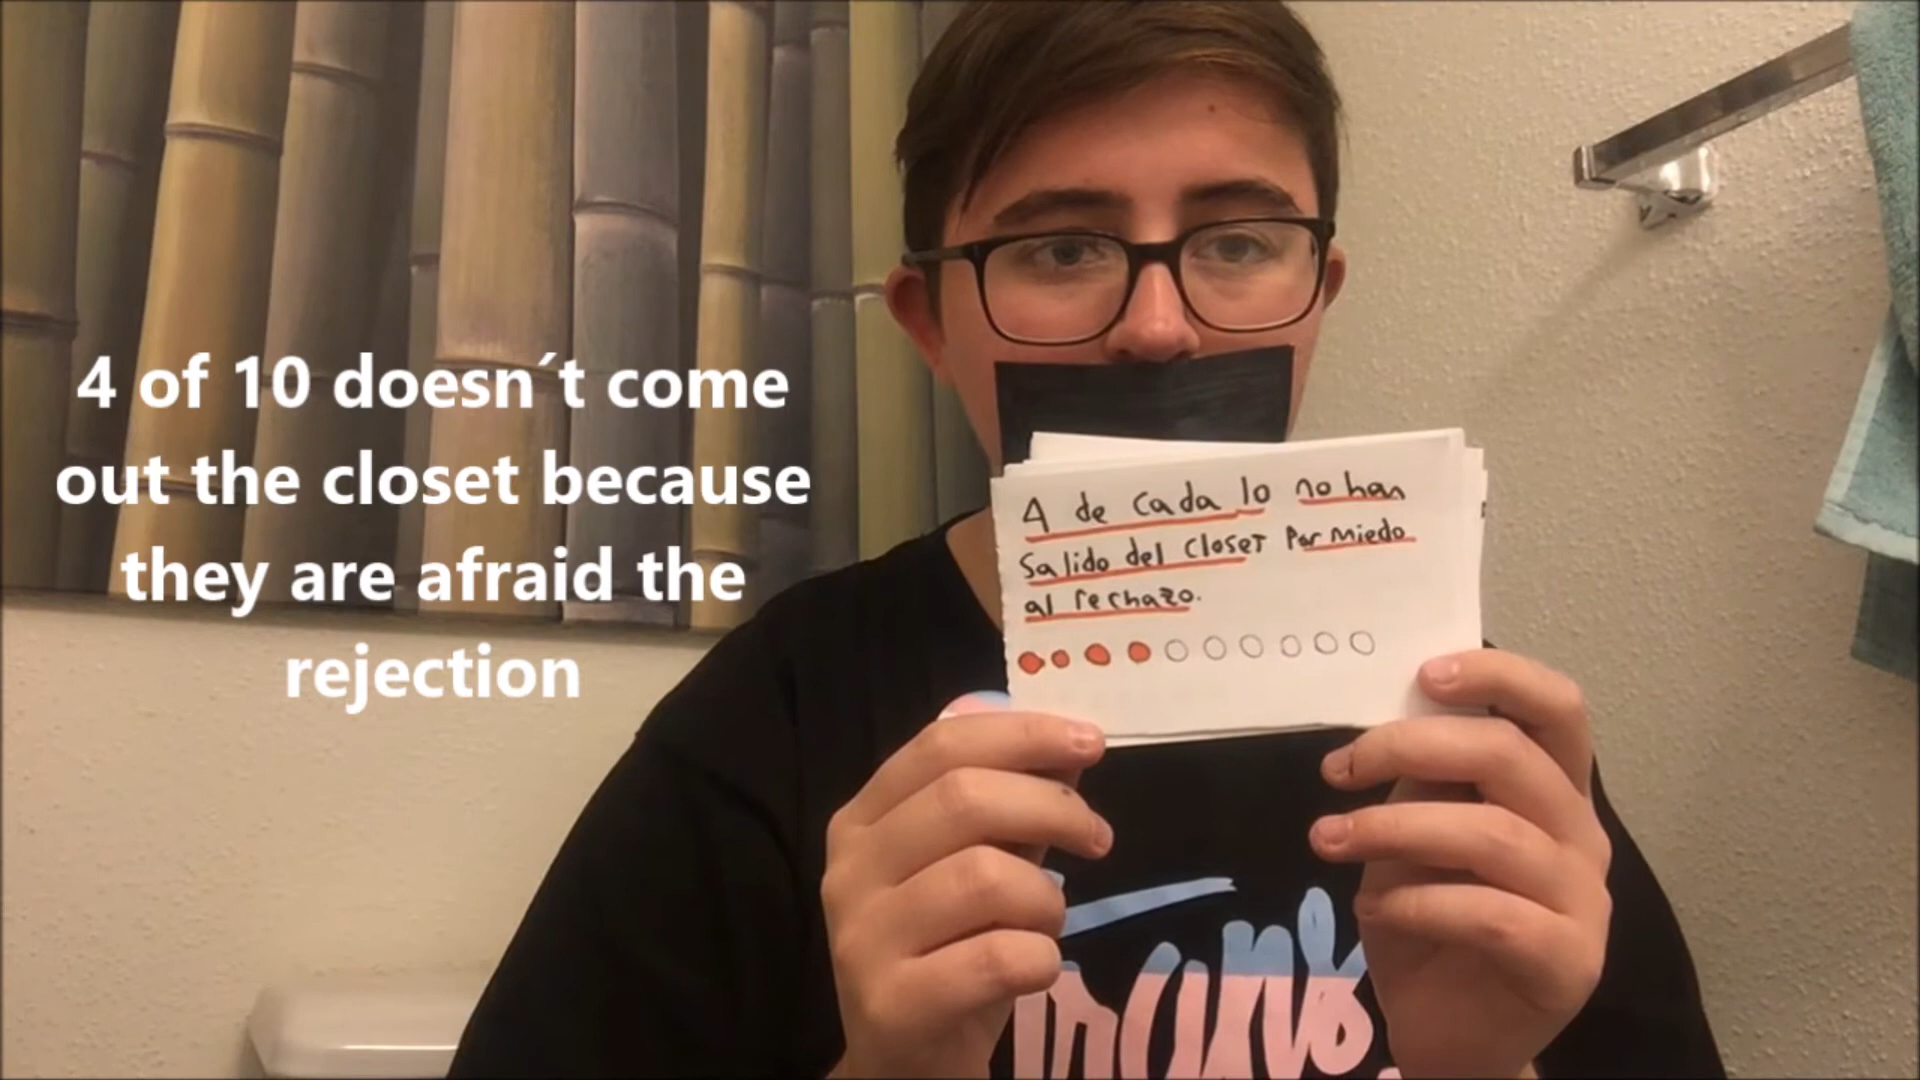 4 of 10 doesn´t come
out the closet because
they are afraid the
rejection
4 de cada 10 no han
Salido del closet Por miedo
al rechazo.
Trans.